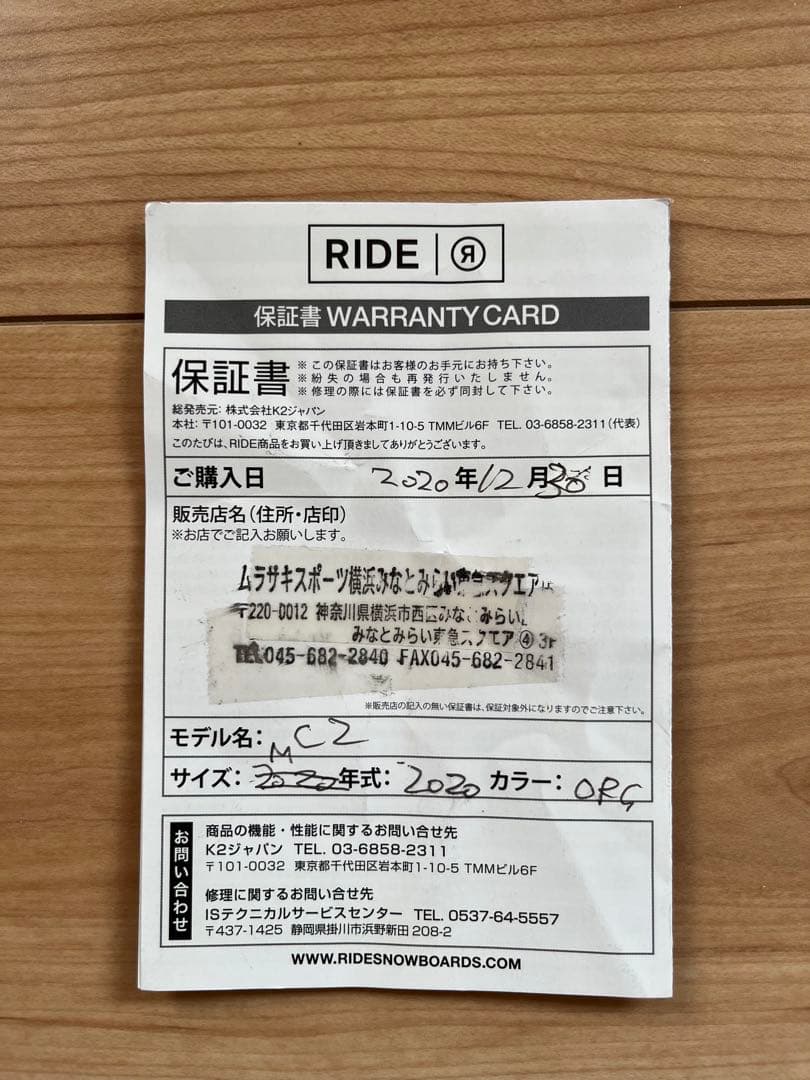 RIDE R
保証書 WARRANTY CARD
保証書
※この保証書はお客様のお手元にお持ち下さい。
※紛失の場合も再発行いたしません。
※修理の際には保証書を必ず同封して下さい。
総発売元: 株式会社K2ジャパン
本社: 〒101-0032 東京都千代田区岩本町1-10-5 TMMビル6F TEL. 03-6858-2311(代表)
このたびは、RIDE商品をお買い上げ頂きましてありがとうございます。
ご購入日 2020年12月30日
販売店名(住所・店印)
※お店でご記入お願いします。
ムラサキスポーツ横浜みなとみらい東急スクエア店
〒220-0012 神奈川県横浜市西区みなとみらい
みなとみらい東急スクエア④3F
TEL045-682-2840 FAX045-682-2841
※販売店の記入の無い保証書は、保証対象外になりますのでご注意下さい。
モデル名: C2
サイズ: M 年式: 2020 カラー: ORG
お問い合わせ
商品の機能・性能に関するお問い合せ先
K2ジャパン TEL. 03-6858-2311
〒101-0032 東京都千代田区岩本町1-10-5 TMMビル6F
修理に関するお問い合せ先
ISテクニカルサービスセンター TEL. 0537-64-5557
〒437-1425 静岡県掛川市浜野新田 208-2
WWW.RIDESNOWBOARDS.COM